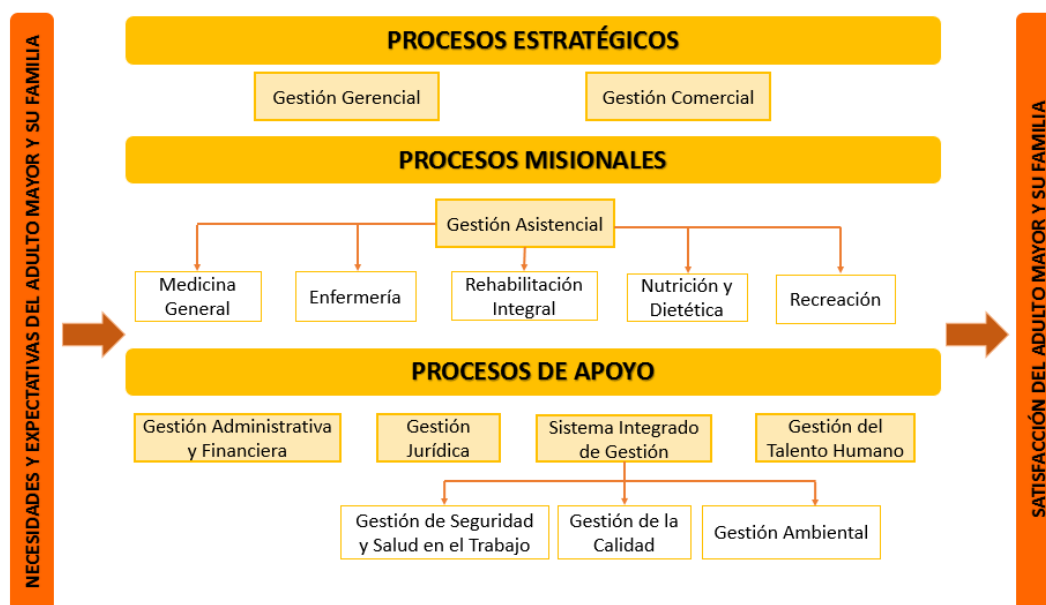 NECESIDADES Y EXPECTATIVAS DEL ADULTO MAYOR Y SU FAMILIA
PROCESOS ESTRATÉGICOS
Gestión Gerencial
Gestión Comercial
PROCESOS MISIONALES
Gestión Asistencial
Medicina
General
Enfermería
Rehabilitación
Integral
Nutrición y
Dietética
Recreación
PROCESOS DE APOYO
Gestión Administrativa
y Financiera
Gestión
Jurídica
Sistema Integrado
de Gestión
Gestión del
Talento Humano
Gestión de Seguridad
y Salud en el Trabajo
Gestión de la
Calidad
Gestión Ambiental
SATISFACCIÓN DEL ADULTO MAYOR Y SU FAMILIA